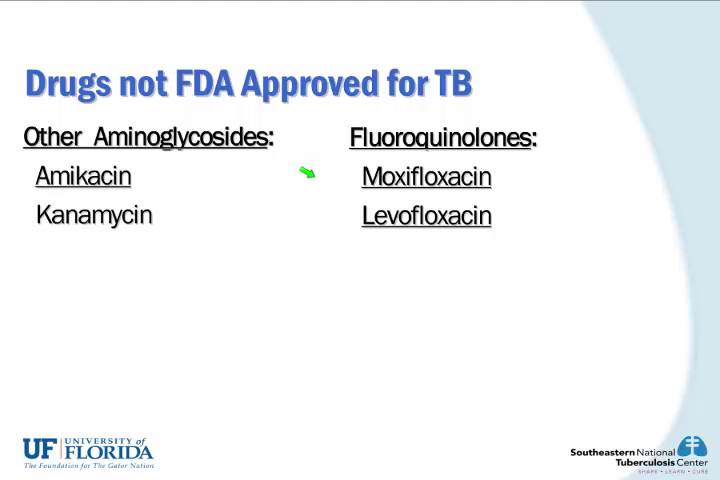 Drugs not FDA Approved for TB
Other Aminoglycosides:
Amikacin
Kanamycin
Fluoroquinolones:
Moxifloxacin
Levofloxacin
UF UNIVERSITY of FLORIDA
The Foundation for The Gator Nation
Southeastern National
Tuberculosis Center
SHARE • LEARN • CURE